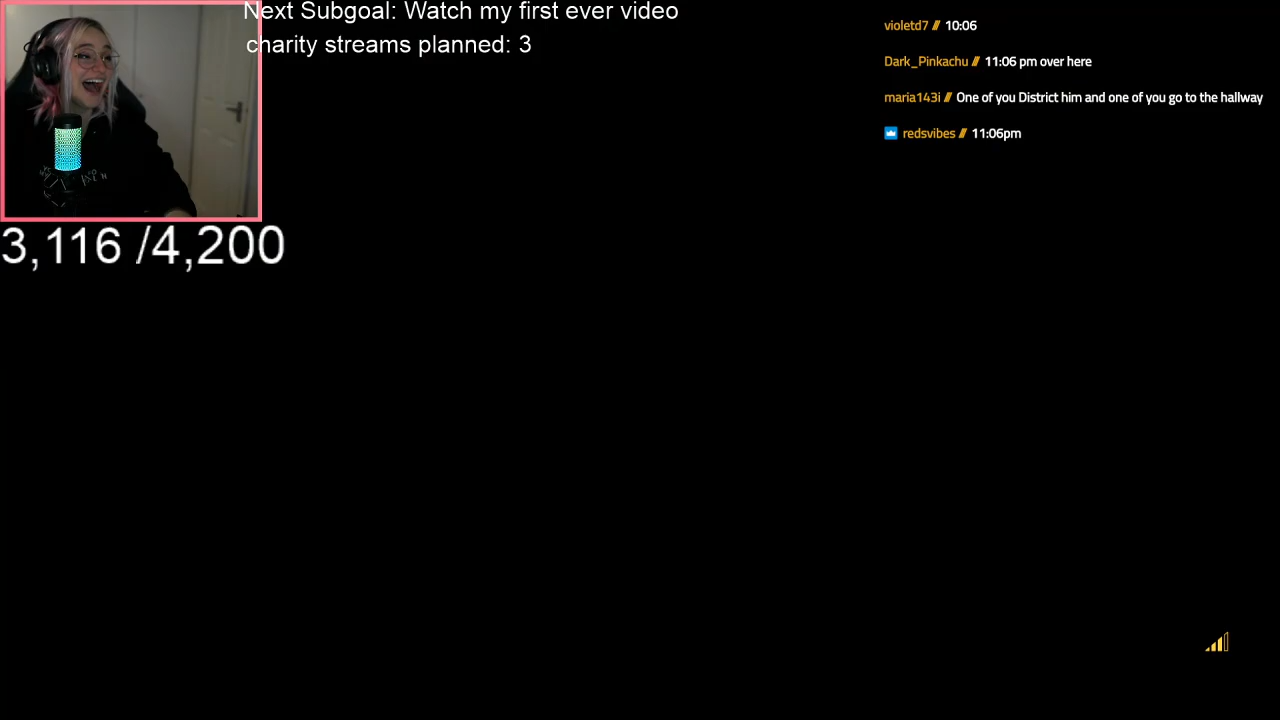 Next Subgoal: Watch my first ever video
charity streams planned: 3
3,116 /4,200
violetd7 // 10:06
Dark_Pinkachu // 11:06 pm over here
maria143i // One of you District him and one of you go to the hallway
redsvibes // 11:06pm